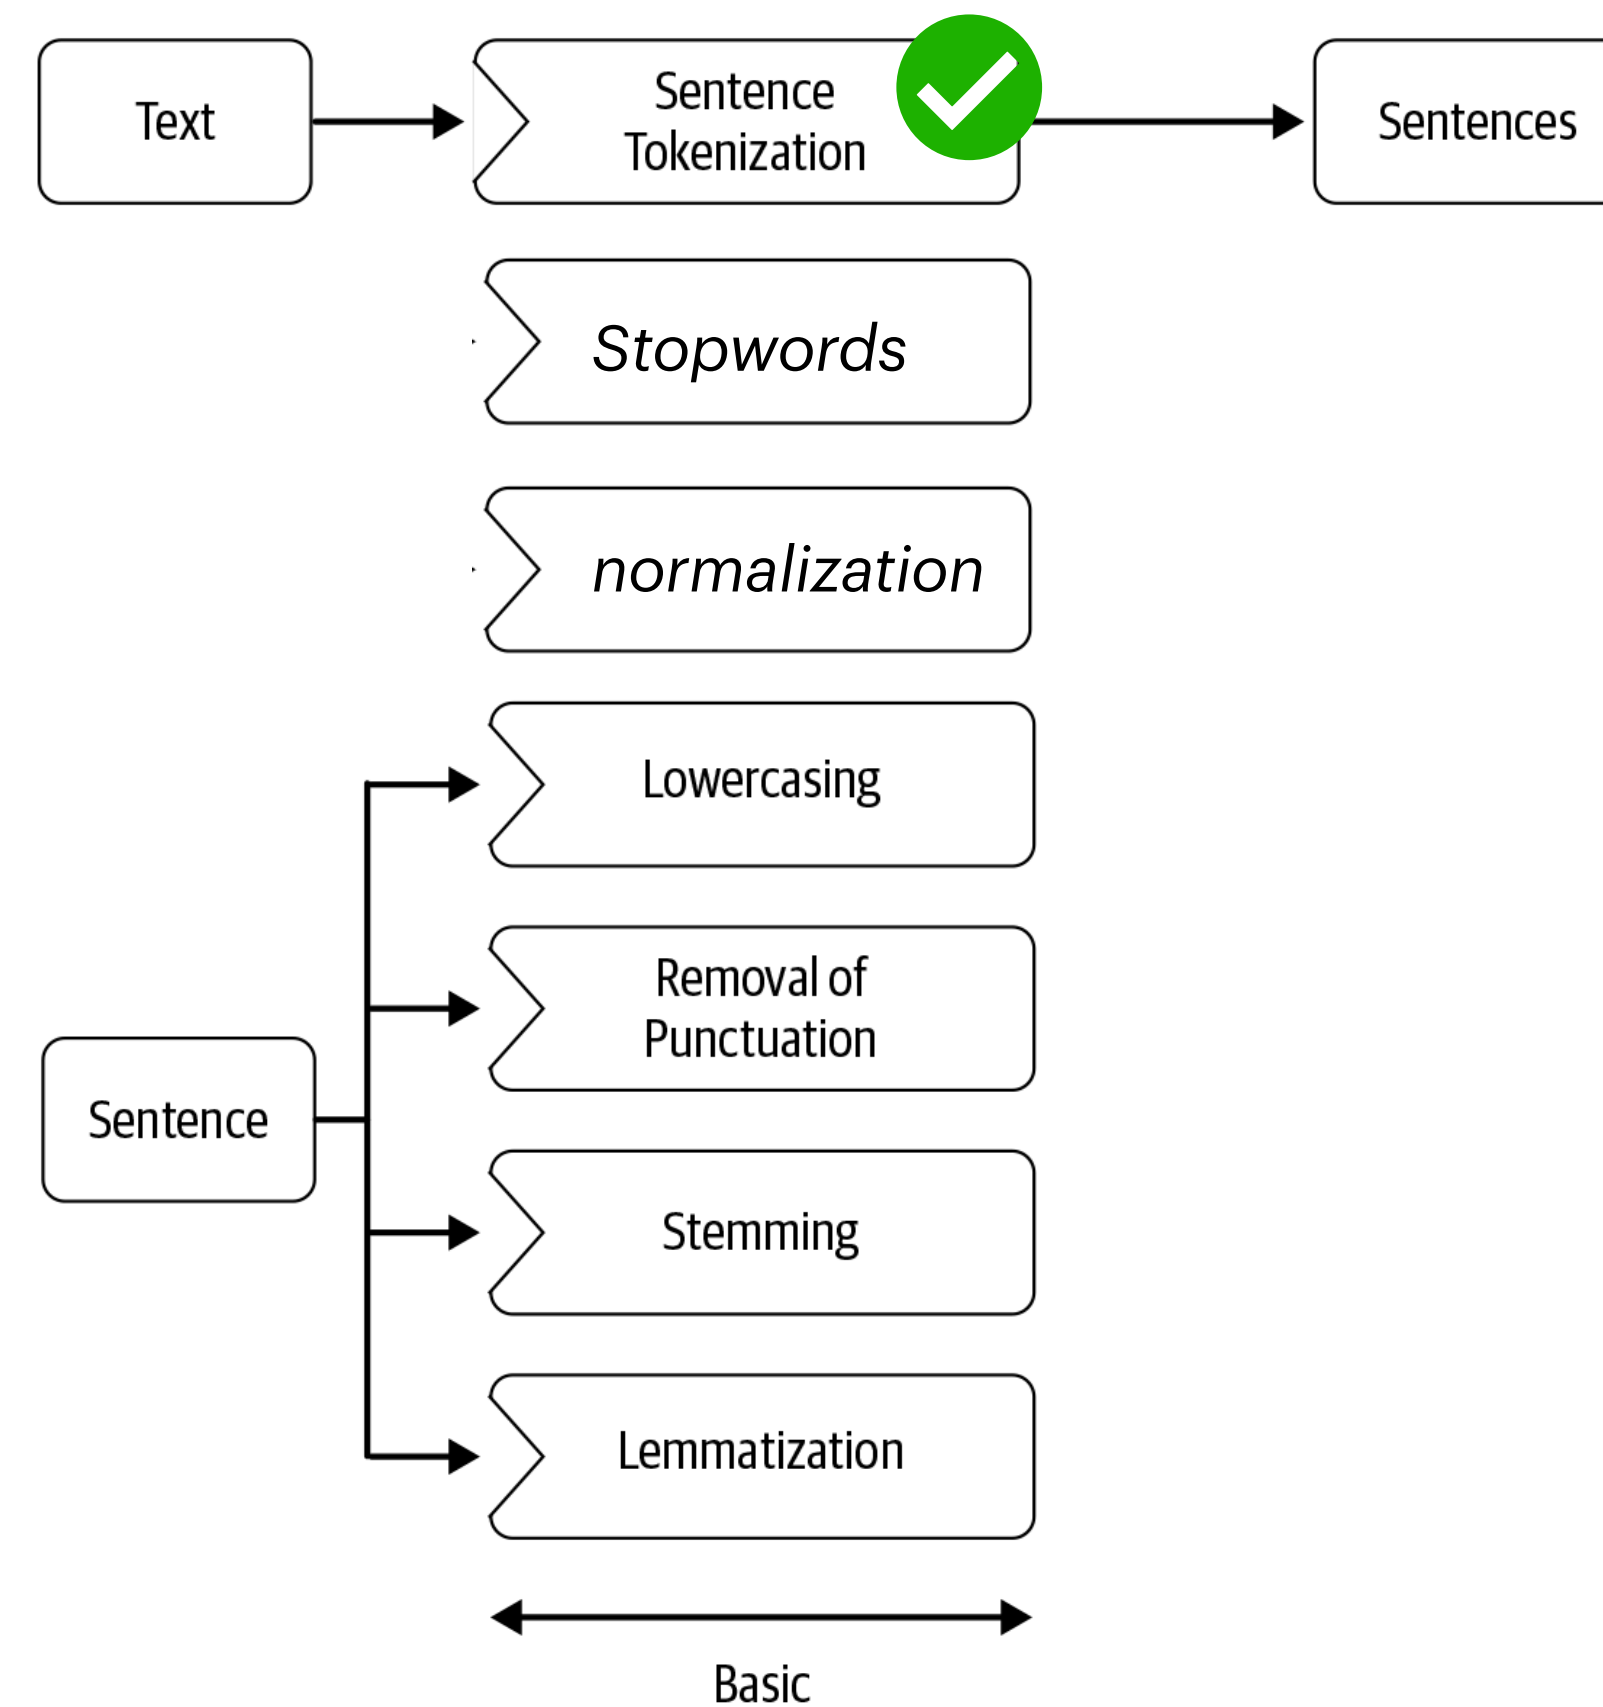 Text
Sentence
Tokenization
Sentences
Stopwords
normalization
Lowercasing
Removal of
Punctuation
Sentence
Stemming
Lemmatization
Basic